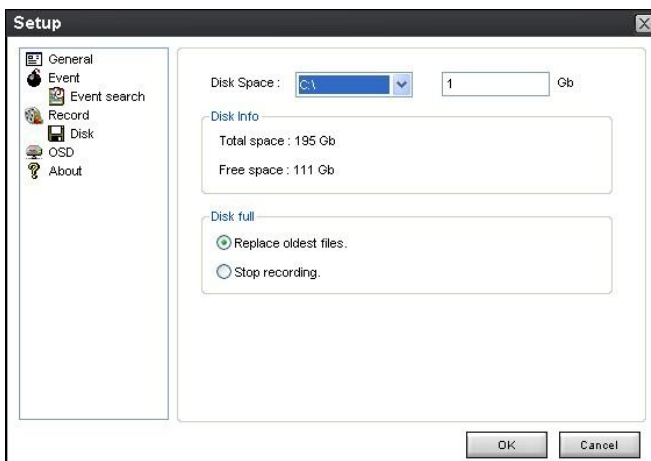 Setup
General
Event
Event search
Record
Disk
OSD
About
Disk Space : C:\ 1 Gb
Disk Info
Total space : 195 Gb
Free space : 111 Gb
Disk full
Replace oldest files.
Stop recording.
OK Cancel